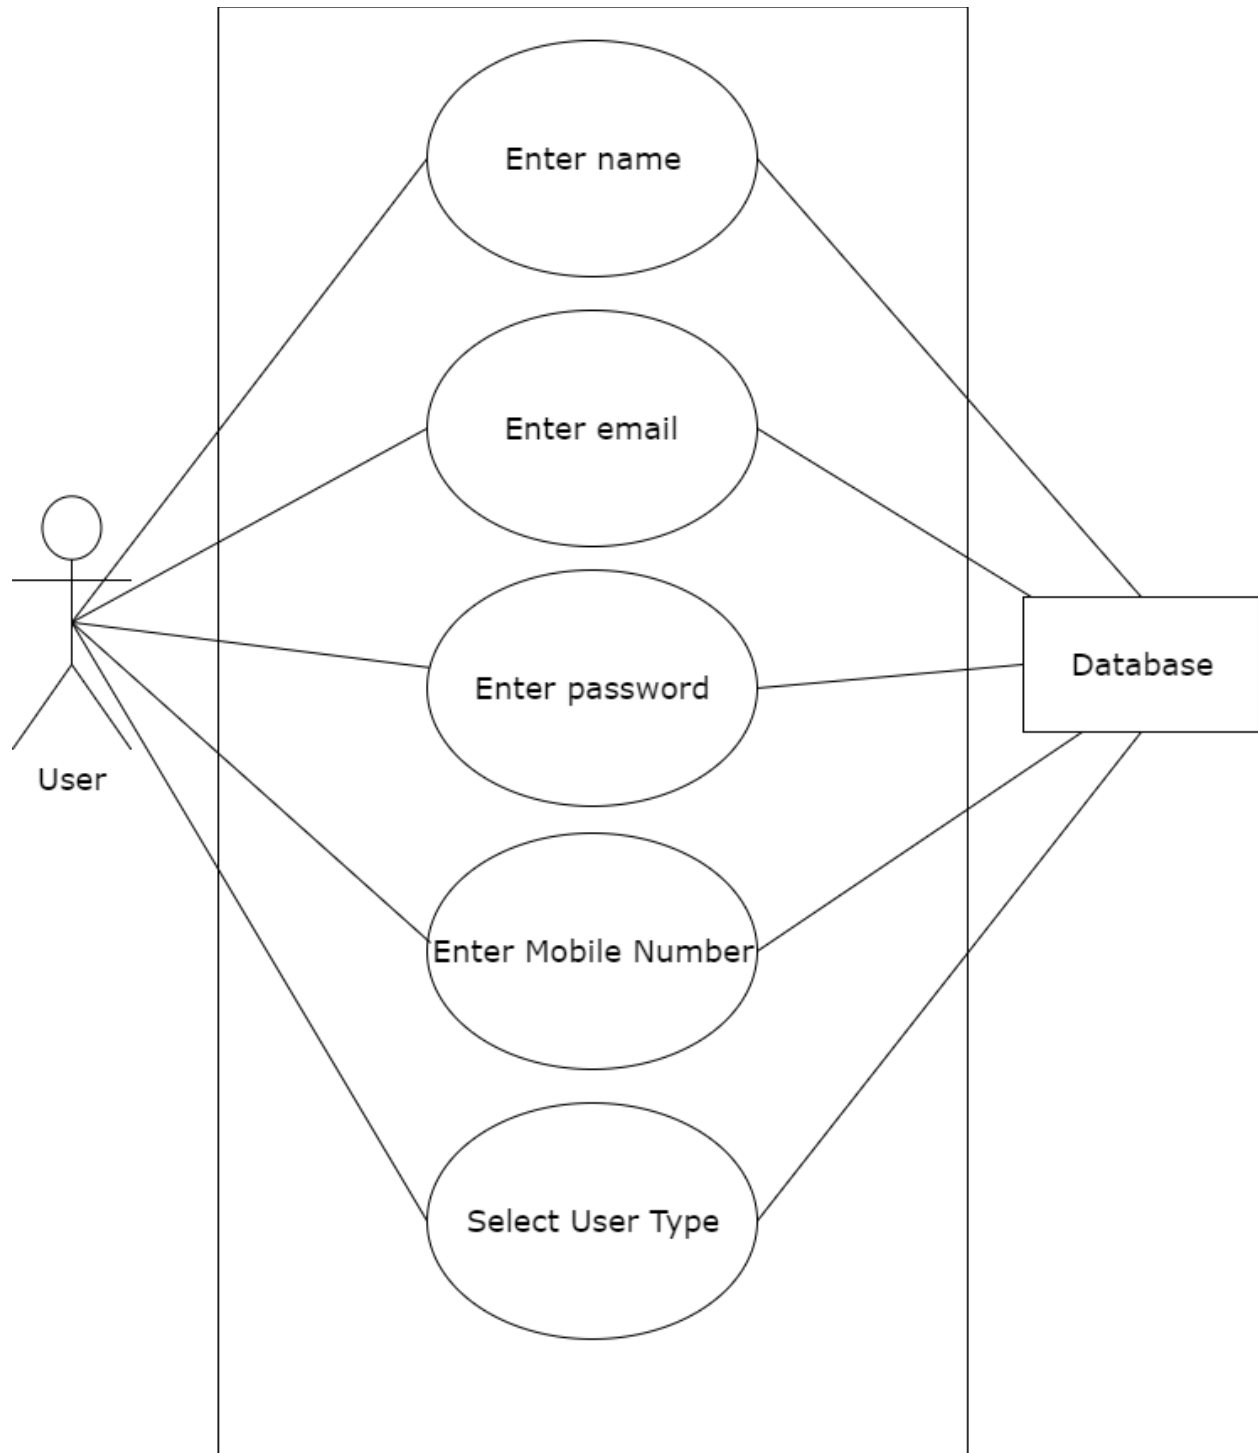 Enter name
Enter email
Enter password
Database
User
Enter Mobile Number
Select User Type